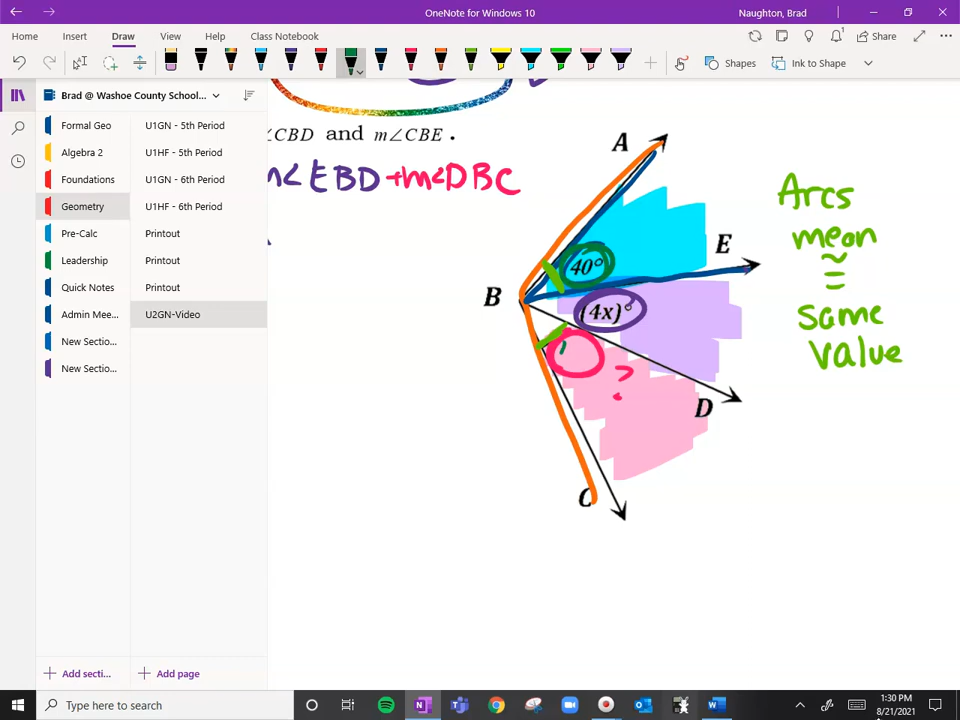 OneNote for Windows 10
Naughton, Brad
Home Insert Draw View Help Class Notebook
Share
Shapes
Ink to Shape
Brad @ Washoe County School...
Formal Geo
Algebra 2
Foundations
Geometry
Pre-Calc
Leadership
Quick Notes
Admin Mee...
New Sectio...
New Sectio...
U1GN - 5th Period
U1HF - 5th Period
U1GN - 6th Period
U1HF - 6th Period
Printout
Printout
Printout
U2GN-Video
∠CBD and m∠CBE .
m∠EBD +m∠DBC
A
E
B
D
C
40°
(4x)°
?
Arcs
mean
≅
same
value
Add secti...
Add page
Type here to search
1:30 PM
8/21/2021